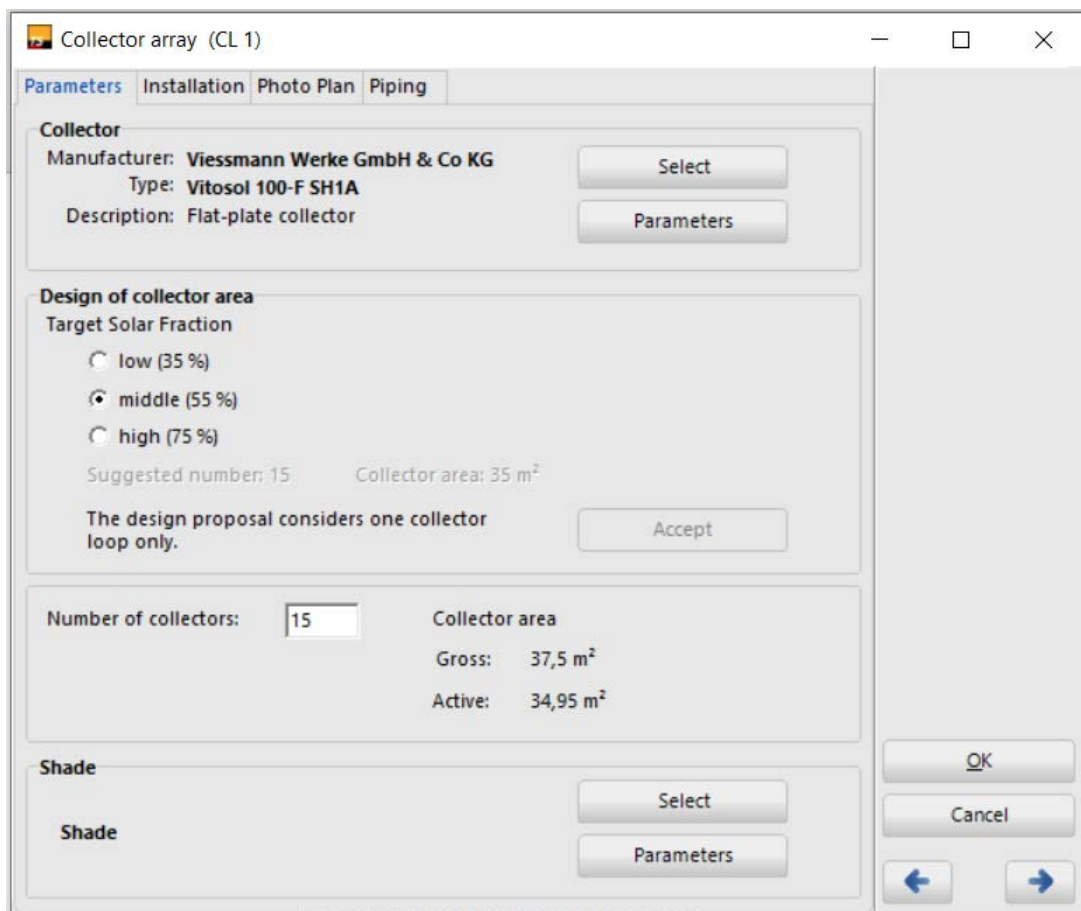 Collector array (CL 1)
Parameters Installation Photo Plan Piping
Collector
Manufacturer: Viessmann Werke GmbH & Co KG
Select
Type: Vitosol 100-F SH1A
Description: Flat-plate collector
Parameters
Design of collector area
Target Solar Fraction
low (35 %)
middle (55 %)
high (75 %)
Suggested number: 15 Collector area: 35 m²
The design proposal considers one collector
loop only.
Accept
Number of collectors: 15 Collector area
Gross: 37,5 m²
Active: 34,95 m²
Shade
Select
Shade
Parameters
OK
Cancel